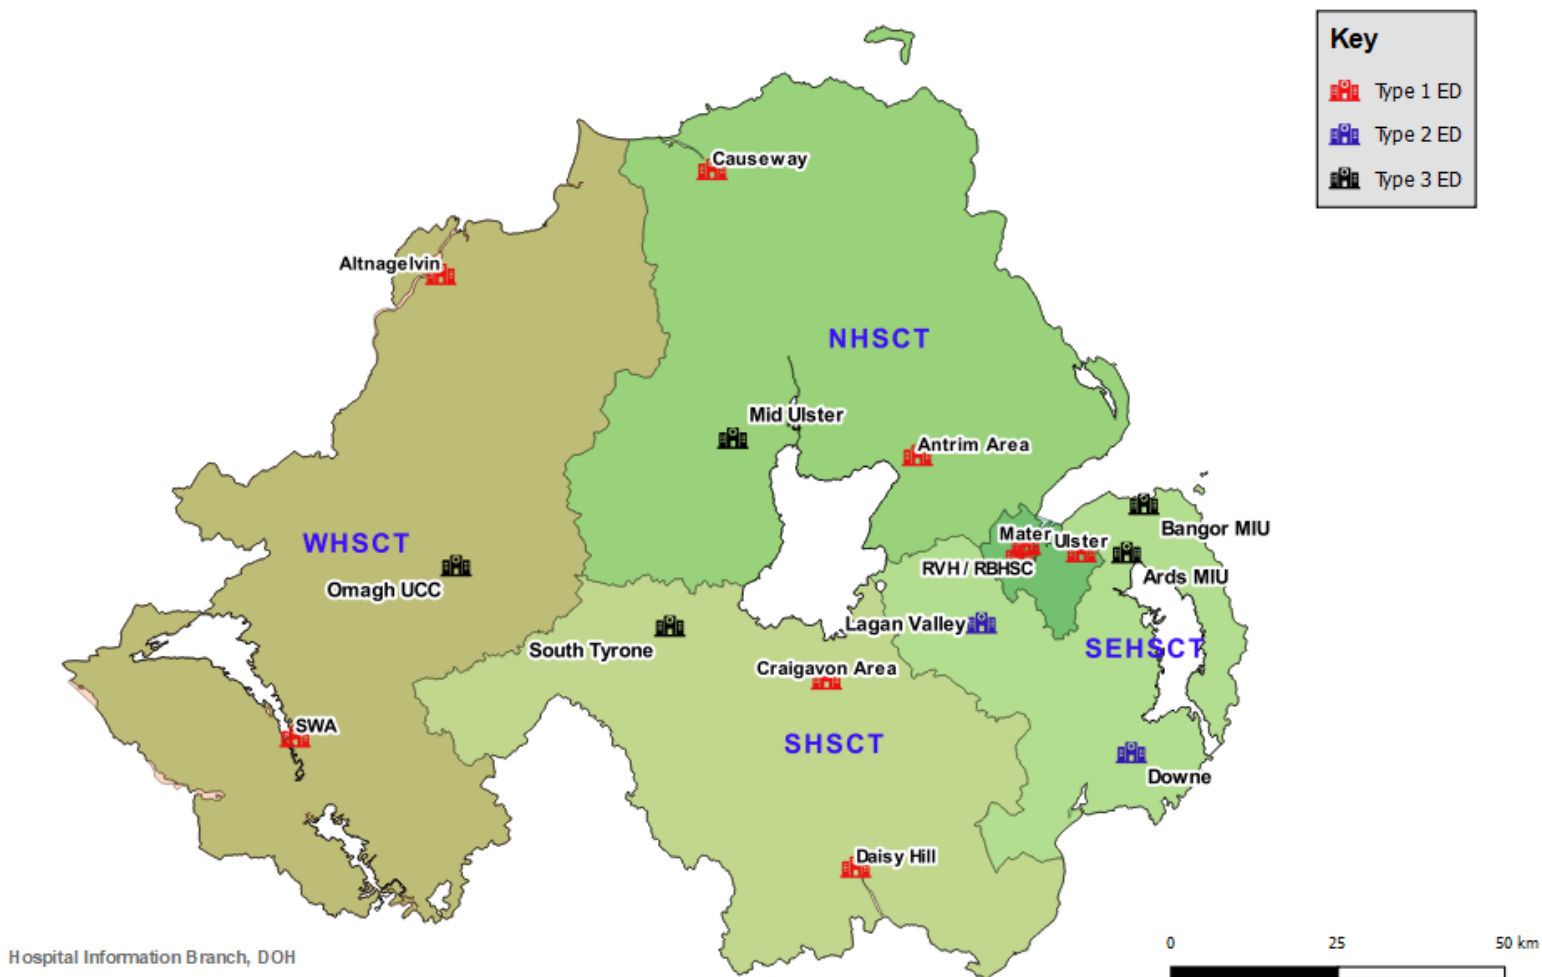 Key
Type 1 ED
Type 2 ED
Type 3 ED
Causeway
Altnagelvin
NHSCT
Mid Ulster
Antrim Area
Bangor MIU
Mater
Ulster
WHSCT
RVH / RBHSC
Ards MIU
Omagh UCC
Lagan Valley
SEHSCT
South Tyrone
Craigavon Area
SWA
SHSCT
Downe
Daisy Hill
Hospital Information Branch, DOH
0 25 50 km